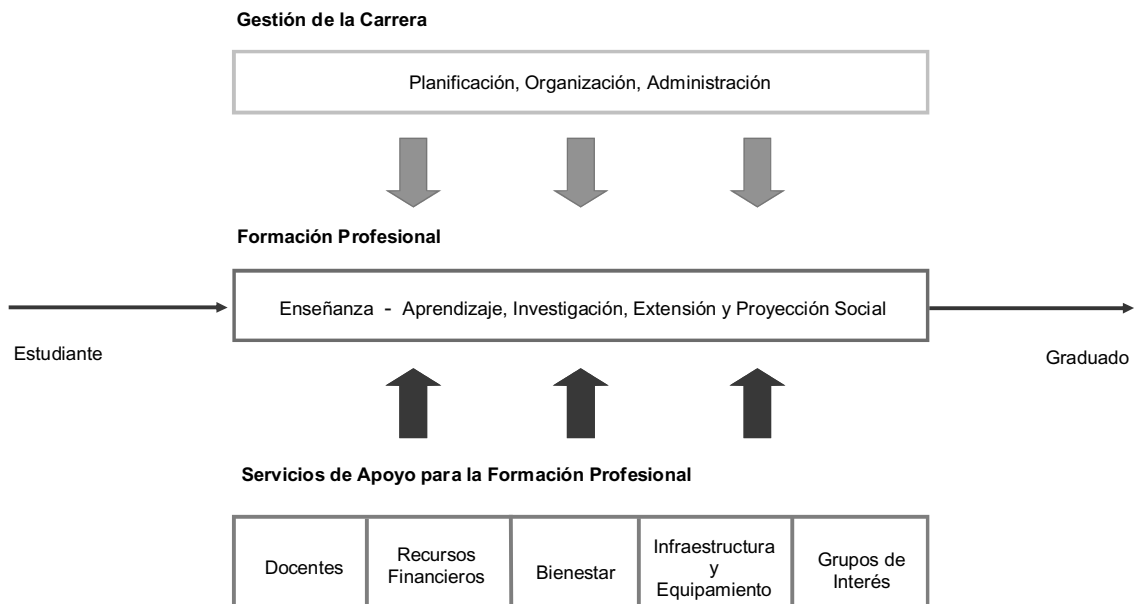 Gestión de la Carrera
Planificación, Organización, Administración
Formación Profesional
Enseñanza - Aprendizaje, Investigación, Extensión y Proyección Social
Estudiante
Graduado
Servicios de Apoyo para la Formación Profesional
Docentes
Recursos
Financieros
Bienestar
Infraestructura
y
Equipamiento
Grupos de
Interés